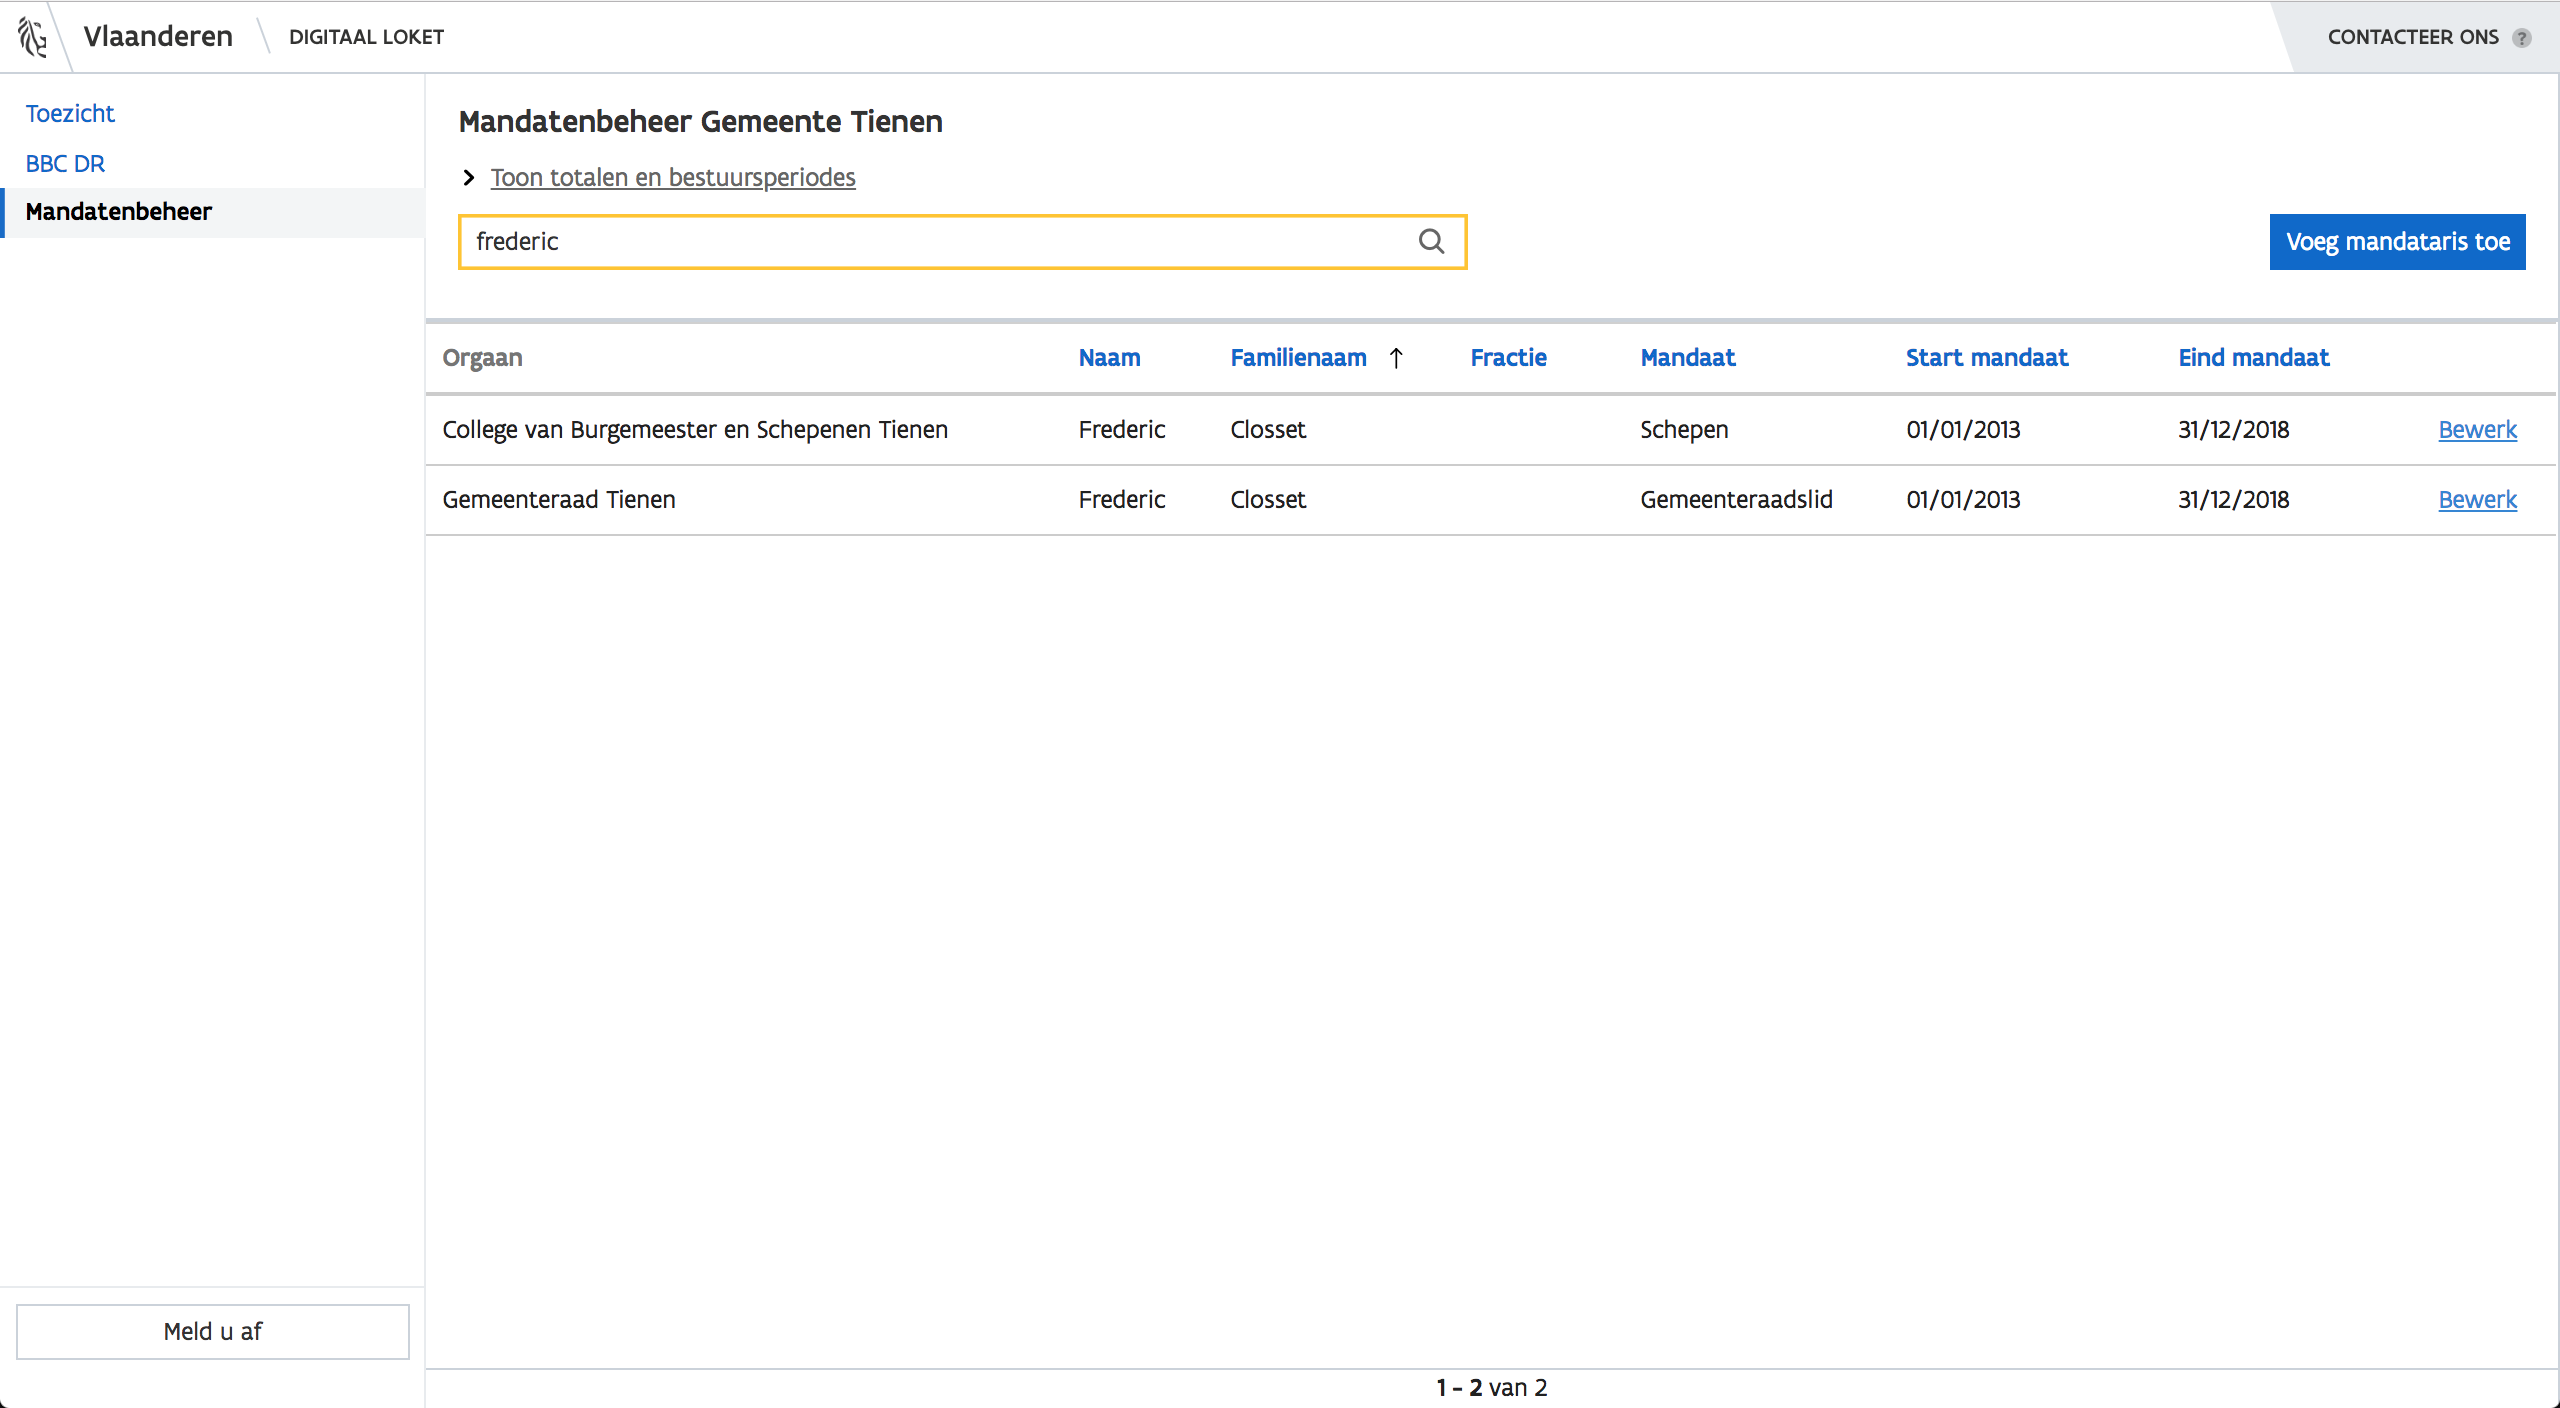 Vlaanderen DIGITAAL LOKET CONTACTEER ONS ?
Toezicht
BBC DR
Mandatenbeheer
Mandatenbeheer Gemeente Tienen
Toon totalen en bestuursperiodes
frederic
Voeg mandataris toe
Orgaan Naam Familienaam ↑ Fractie Mandaat Start mandaat Eind mandaat
College van Burgemeester en Schepenen Tienen Frederic Closset Schepen 01/01/2013 31/12/2018 Bewerk
Gemeenteraad Tienen Frederic Closset Gemeenteraadslid 01/01/2013 31/12/2018 Bewerk
Meld u af
1 - 2 van 2